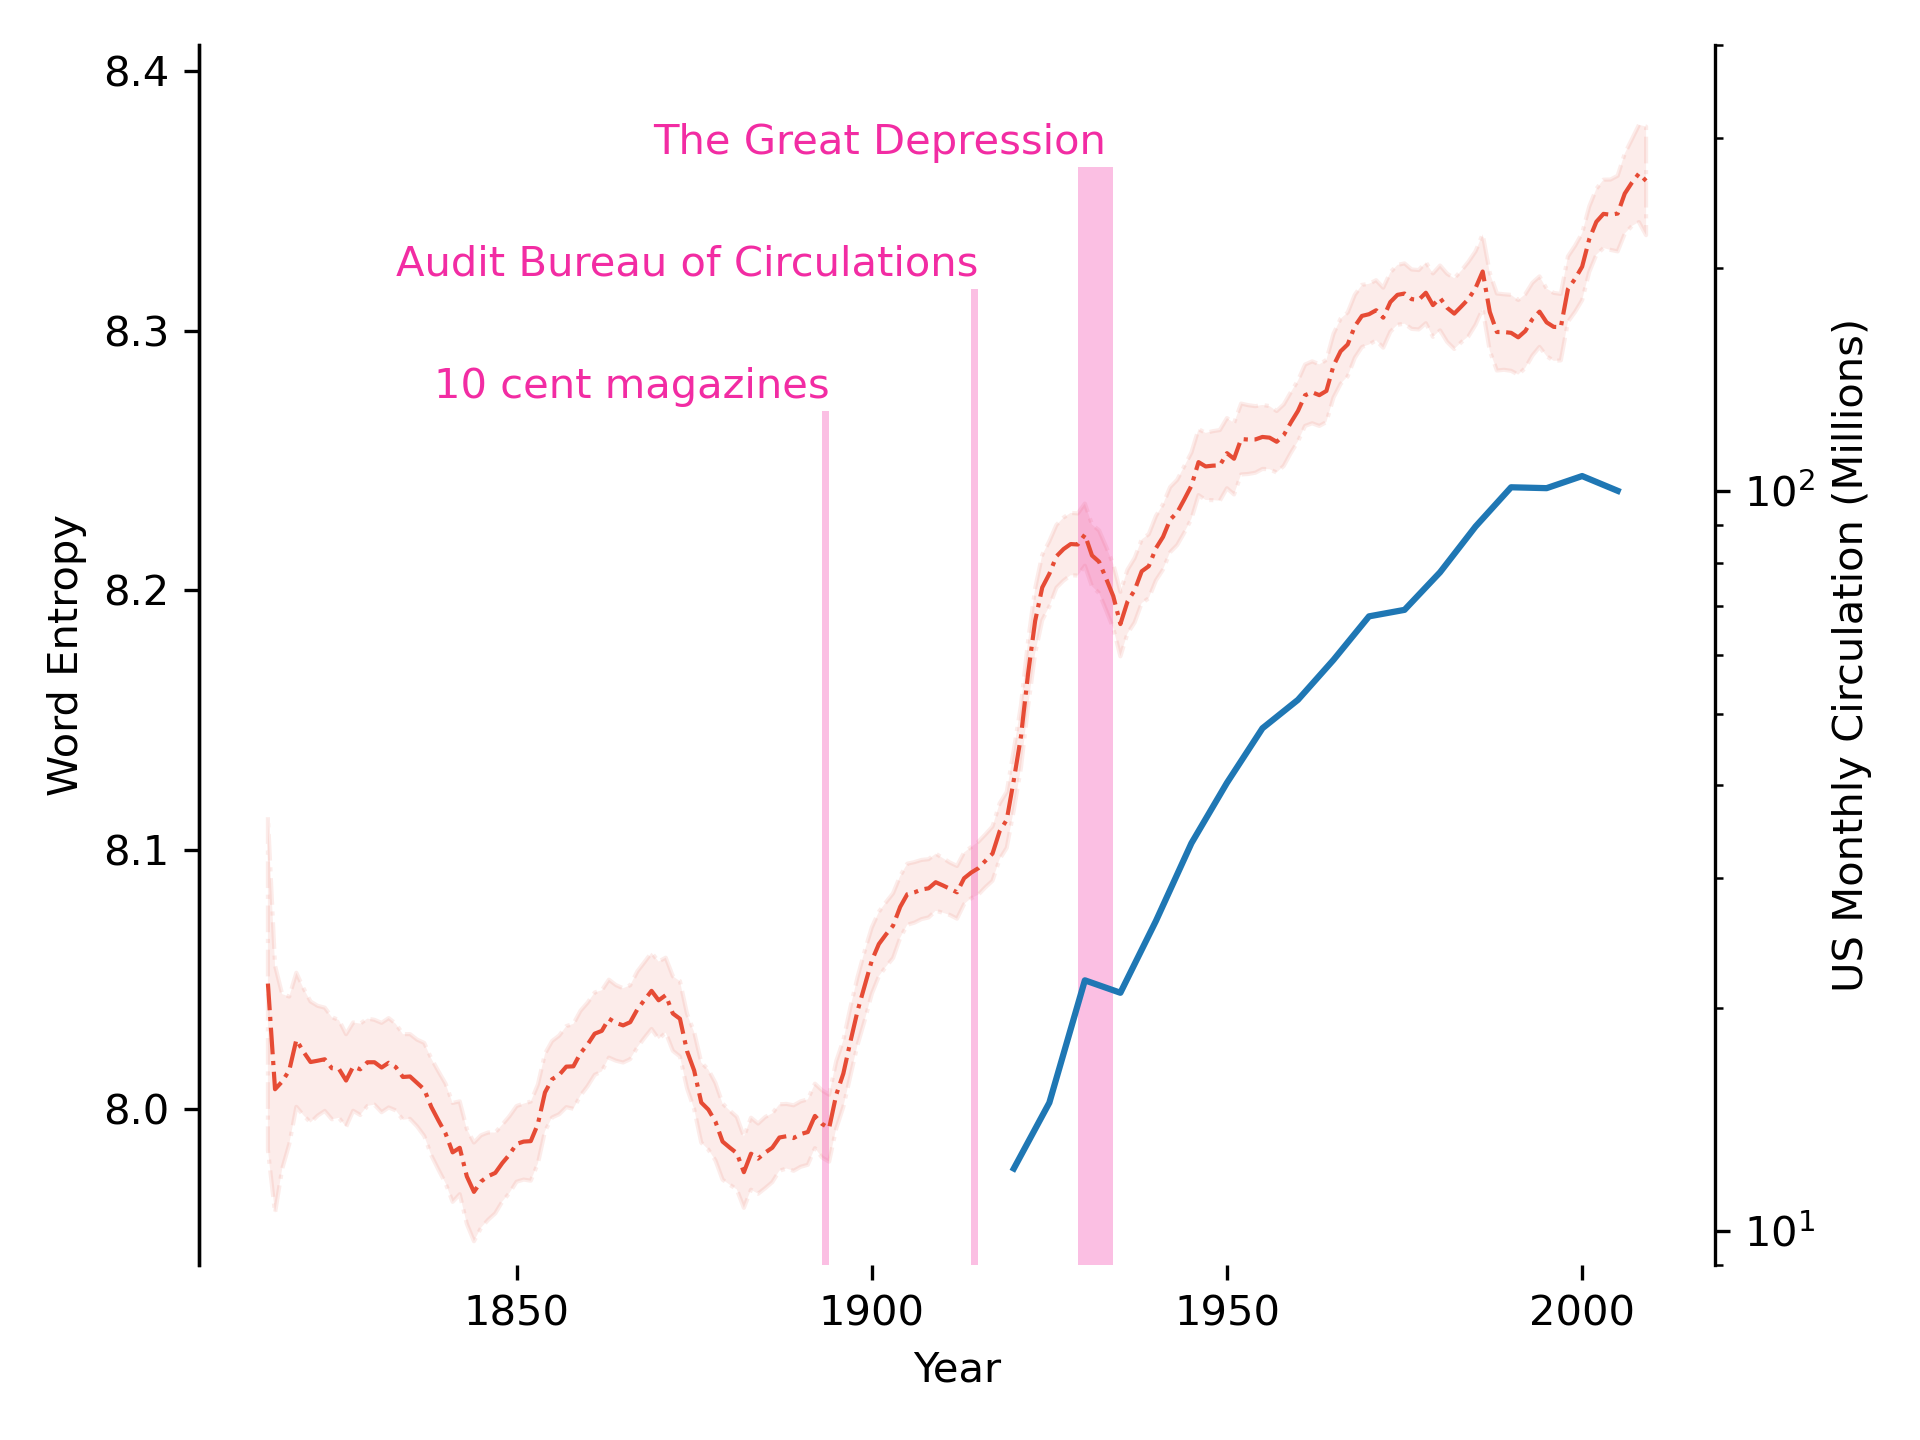 The Great Depression
Audit Bureau of Circulations
10 cent magazines
Word Entropy
8.4
8.3
8.2
8.1
8.0
1850
1900
1950
2000
Year
10²
10¹
US Monthly Circulation (Millions)